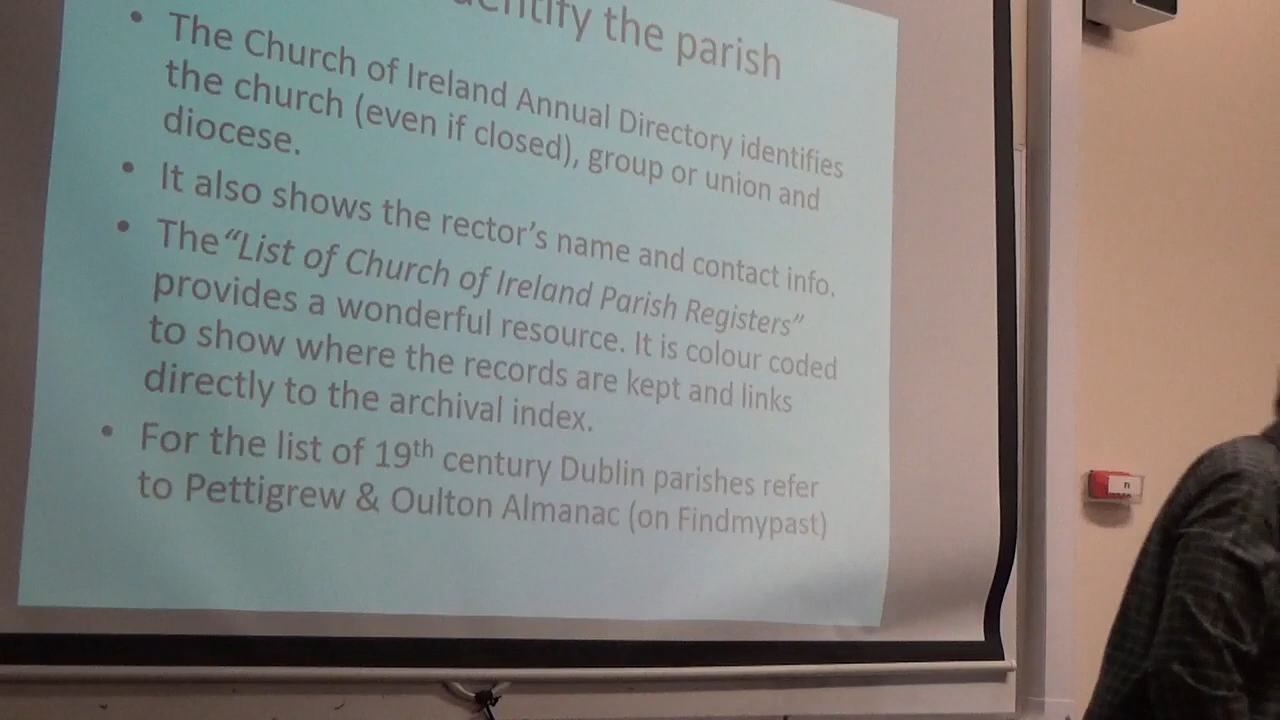 the parish
• The Church of Ireland Annual Directory identifies
the church (even if closed), group or union and
diocese.
• It also shows the rector's name and contact info.
• The "List of Church of Ireland Parish Registers"
provides a wonderful resource. It is colour coded
to show where the records are kept and links
directly to the archival index.
• For the list of 19th century Dublin parishes refer
to Pettigrew & Oulton Almanac (on Findmypast)